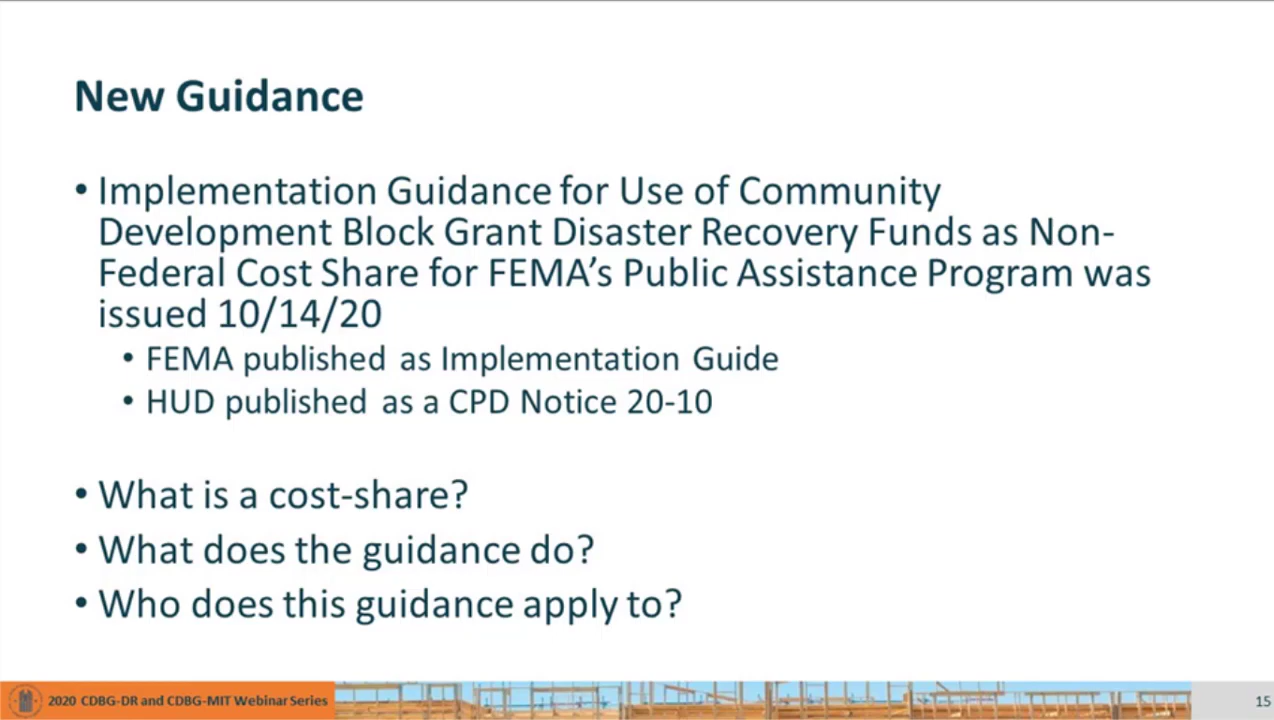 New Guidance
• Implementation Guidance for Use of Community
Development Block Grant Disaster Recovery Funds as Non-
Federal Cost Share for FEMA’s Public Assistance Program was
issued 10/14/20
• FEMA published as Implementation Guide
• HUD published as a CPD Notice 20-10
• What is a cost-share?
• What does the guidance do?
• Who does this guidance apply to?
2020 CDBG-DR and CDBG-MIT Webinar Series
15